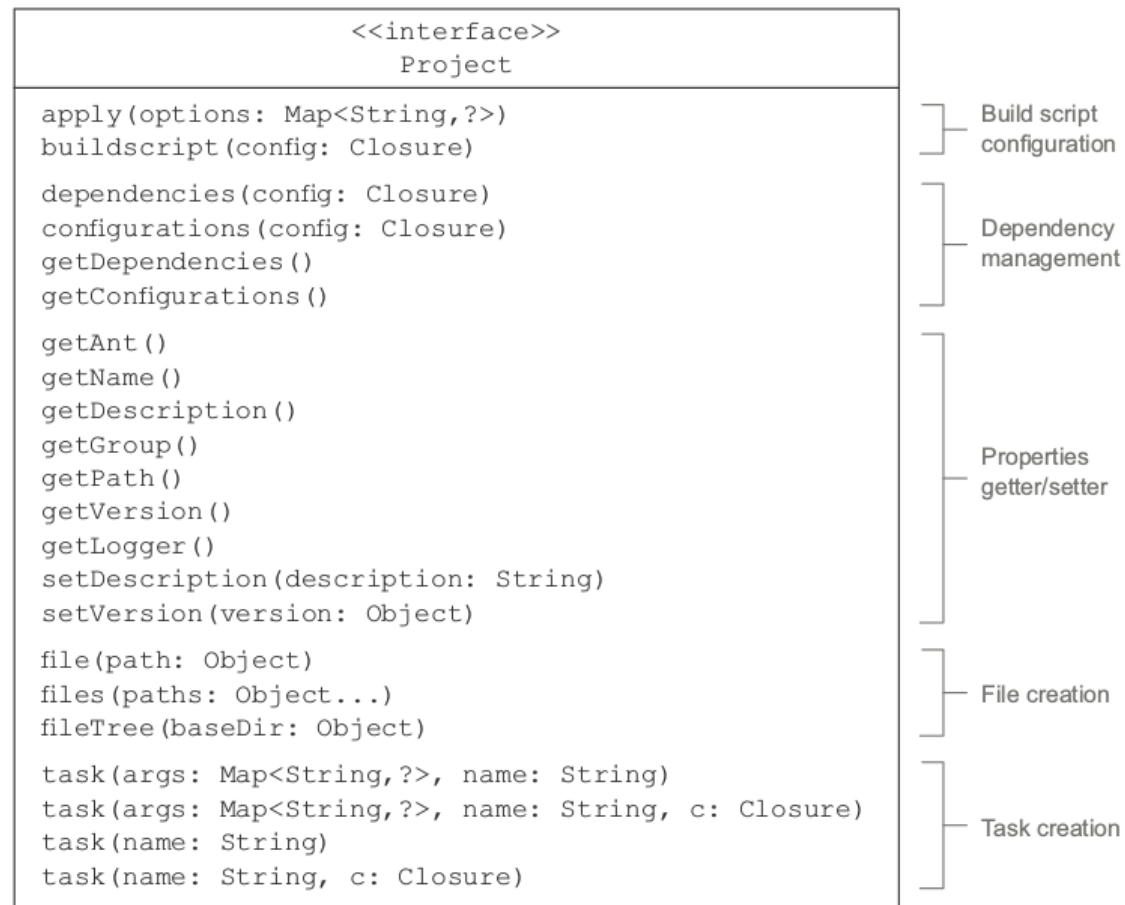 <<interface>>
Project
apply(options: Map<String,?>)
buildscript(config: Closure)
Build script
configuration
dependencies(config: Closure)
configurations(config: Closure)
getDependencies()
getConfigurations()
Dependency
management
getAnt()
getName()
getDescription()
getGroup()
getPath()
getVersion()
getLogger()
setDescription(description: String)
setVersion(version: Object)
Properties
getter/setter
file(path: Object)
files(paths: Object...)
fileTree(baseDir: Object)
File creation
task(args: Map<String,?>, name: String)
task(args: Map<String,?>, name: String, c: Closure)
task(name: String)
task(name: String, c: Closure)
Task creation